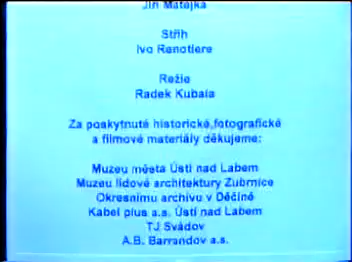 Jiří Matějka
Střih
Ivo Renotiere
Režie
Radek Kubala
Za poskytnuté historické,fotografické
a filmové materiály děkujeme:
Muzeu města Ústí nad Labem
Muzeu lidové architektury Zubrnice
Okresnímu archivu v Děčíně
Kabel plus a.s. Ústí nad Labem
TJ Svádov
A.B. Barrandov a.s.